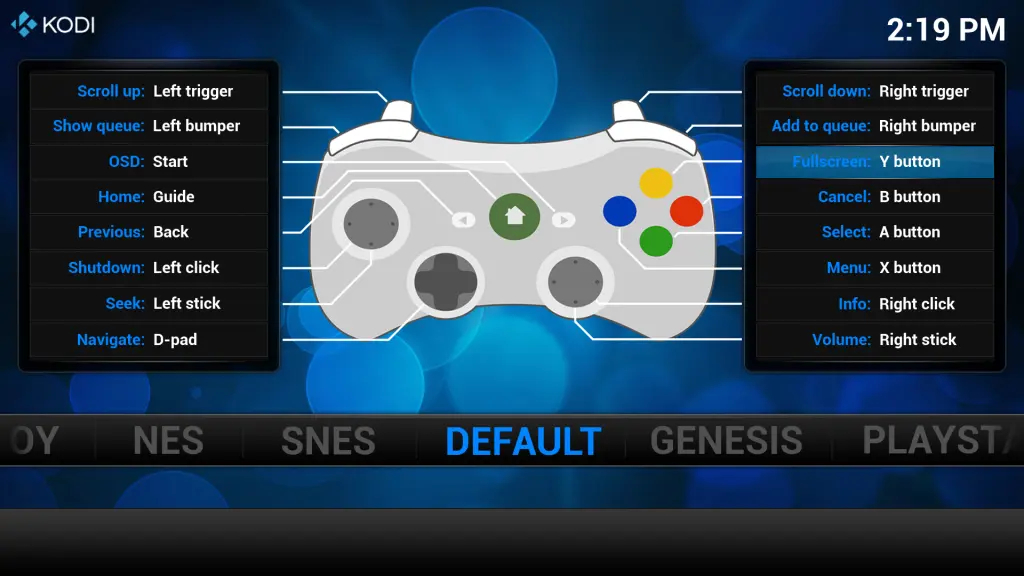 KODI
2:19 PM
Scroll up: Left trigger
Show queue: Left bumper
OSD: Start
Home: Guide
Previous: Back
Shutdown: Left click
Seek: Left stick
Navigate: D-pad
Scroll down: Right trigger
Add to queue: Right bumper
Fullscreen: Y button
Cancel: B button
Select: A button
Menu: X button
Info: Right click
Volume: Right stick
OY NES SNES DEFAULT GENESIS PLAYSTA